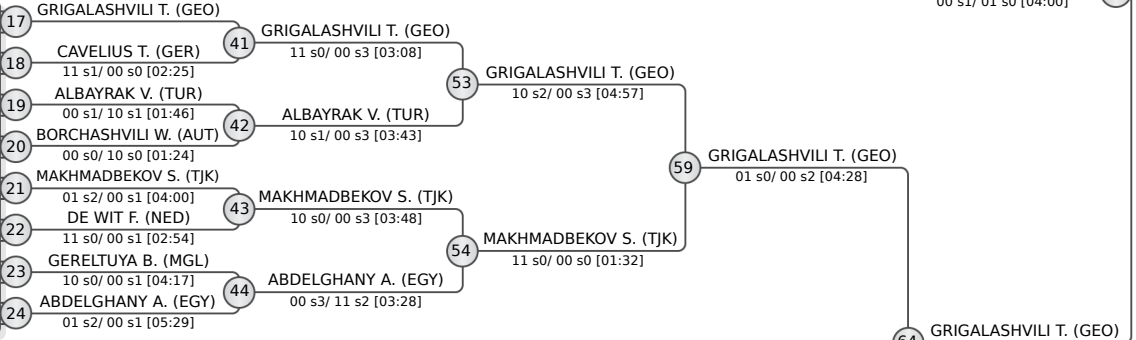 00 s1/ 01 s0 [04:00]
17
GRIGALASHVILI T. (GEO)
41
GRIGALASHVILI T. (GEO)
11 s0/ 00 s3 [03:08]
18
CAVELIUS T. (GER)
11 s1/ 00 s0 [02:25]
53
GRIGALASHVILI T. (GEO)
10 s2/ 00 s3 [04:57]
19
ALBAYRAK V. (TUR)
00 s1/ 10 s1 [01:46]
42
ALBAYRAK V. (TUR)
10 s1/ 00 s3 [03:43]
20
BORCHASHVILI W. (AUT)
00 s0/ 10 s0 [01:24]
59
GRIGALASHVILI T. (GEO)
01 s0/ 00 s2 [04:28]
21
MAKHMADBEKOV S. (TJK)
01 s2/ 00 s1 [04:00]
43
MAKHMADBEKOV S. (TJK)
10 s0/ 00 s3 [03:48]
22
DE WIT F. (NED)
11 s0/ 00 s1 [02:54]
54
MAKHMADBEKOV S. (TJK)
11 s0/ 00 s0 [01:32]
23
GERELTUYA B. (MGL)
10 s0/ 00 s1 [04:17]
44
ABDELGHANY A. (EGY)
00 s3/ 11 s2 [03:28]
24
ABDELGHANY A. (EGY)
01 s2/ 00 s1 [05:29]
64
GRIGALASHVILI T. (GEO)